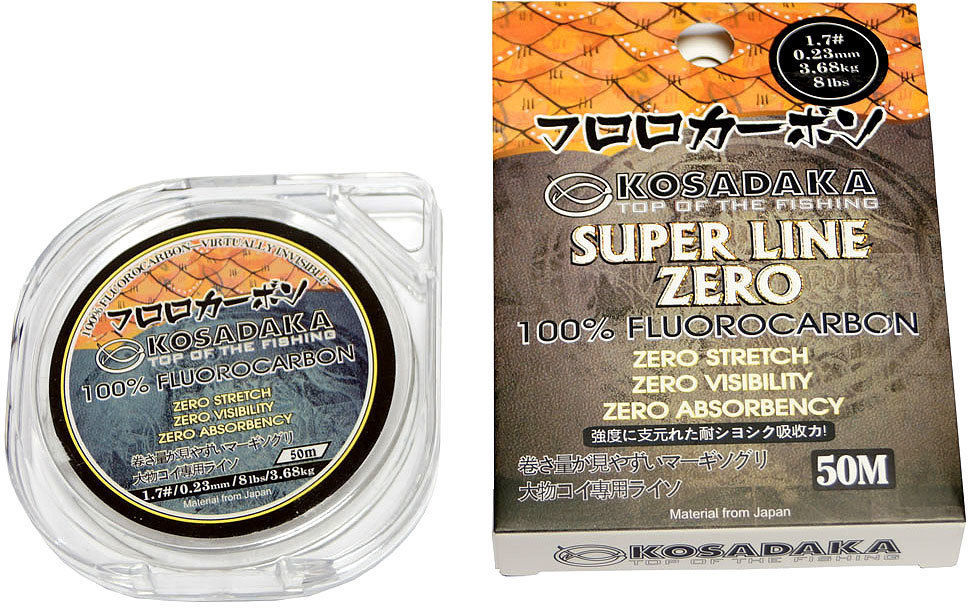 100% FLUOROCARBON - VIRTUALLY INVISIBLE
フロロカーボン
KOSADAKA
TOP OF THE FISHING
100% FLUOROCARBON
ZERO STRETCH
ZERO VISIBILITY
ZERO ABSORBENCY
50m
巻き量が見やずいマーギソグリ
大物コイ専用ライソ
1.7#/0.23mm/8lbs/3.68kg
Material from Japan
1.7#
0.23mm
3.68kg
8lbs
フロロカーボン
KOSADAKA
TOP OF THE FISHING
SUPER LINE
ZERO
100% FLUOROCARBON
ZERO STRETCH
ZERO VISIBILITY
ZERO ABSORBENCY
強度に支元れた耐シヨシク吸收力!
巻き量が見やずいマーギソグリ
大物コイ専用ライソ
50M
Material from Japan
KOSADAKA
TOP OF THE FISHING